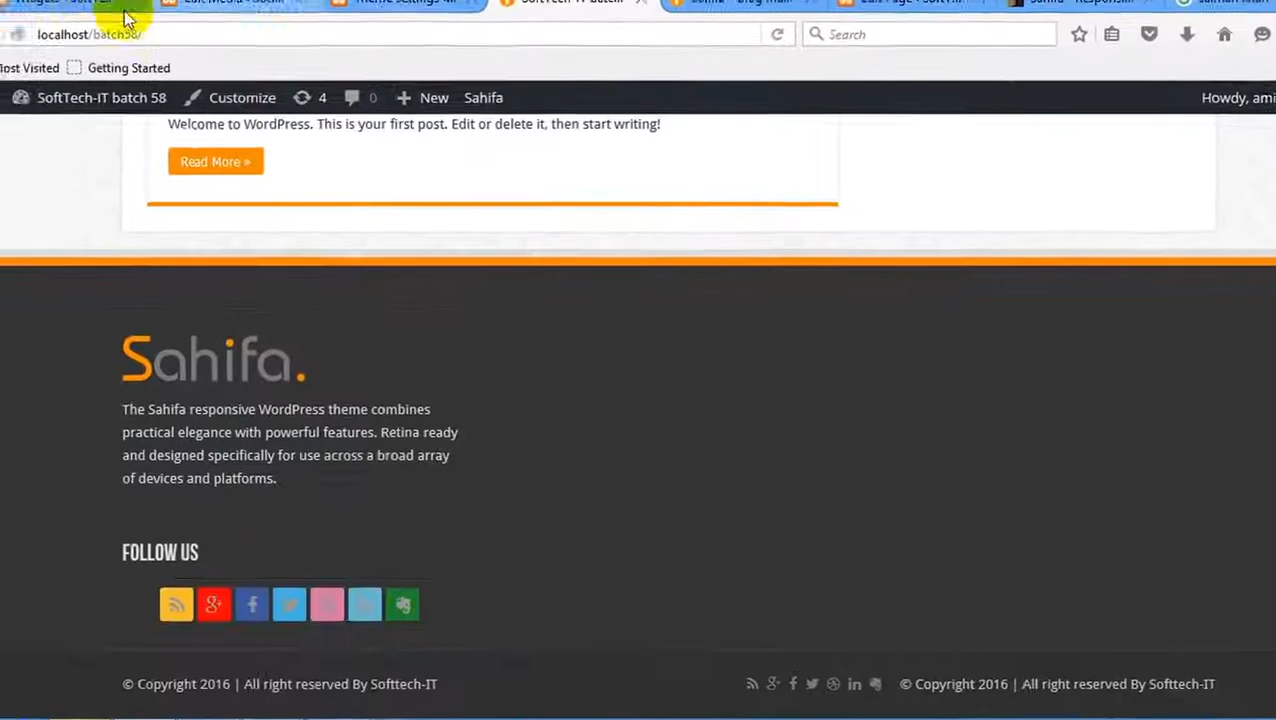 localhost/batch58/
Search
Most Visited
Getting Started
SoftTech-IT batch 58
Customize
4
0
New
Sahifa
Howdy, ami
Welcome to WordPress. This is your first post. Edit or delete it, then start writing!
Read More »
Sahifa.
The Sahifa responsive WordPress theme combines
practical elegance with powerful features. Retina ready
and designed specifically for use across a broad array
of devices and platforms.
FOLLOW US
© Copyright 2016 | All right reserved By Softtech-IT
© Copyright 2016 | All right reserved By Softtech-IT